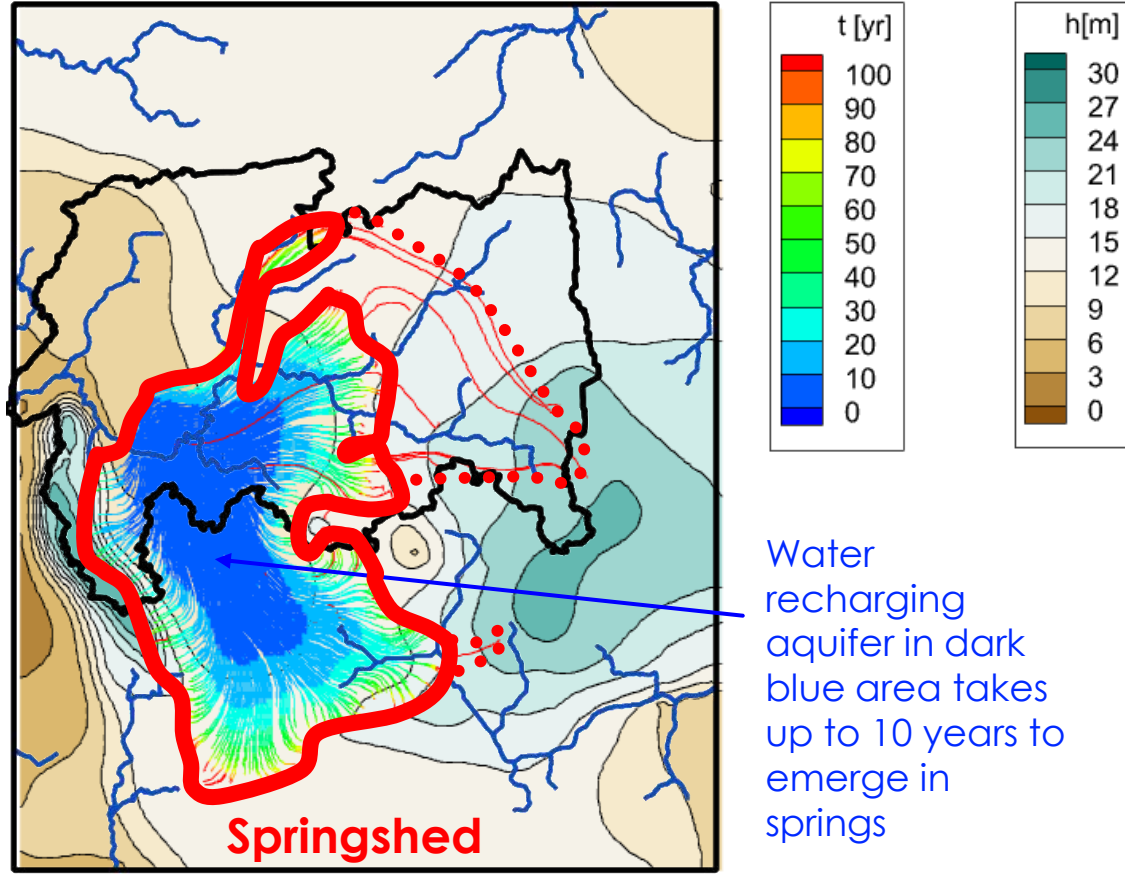 t [yr]
100
90
80
70
60
50
40
30
20
10
0
h[m]
30
27
24
21
18
15
12
9
6
3
0
Water
recharging
aquifer in dark
blue area takes
up to 10 years to
emerge in
springs
Springshed